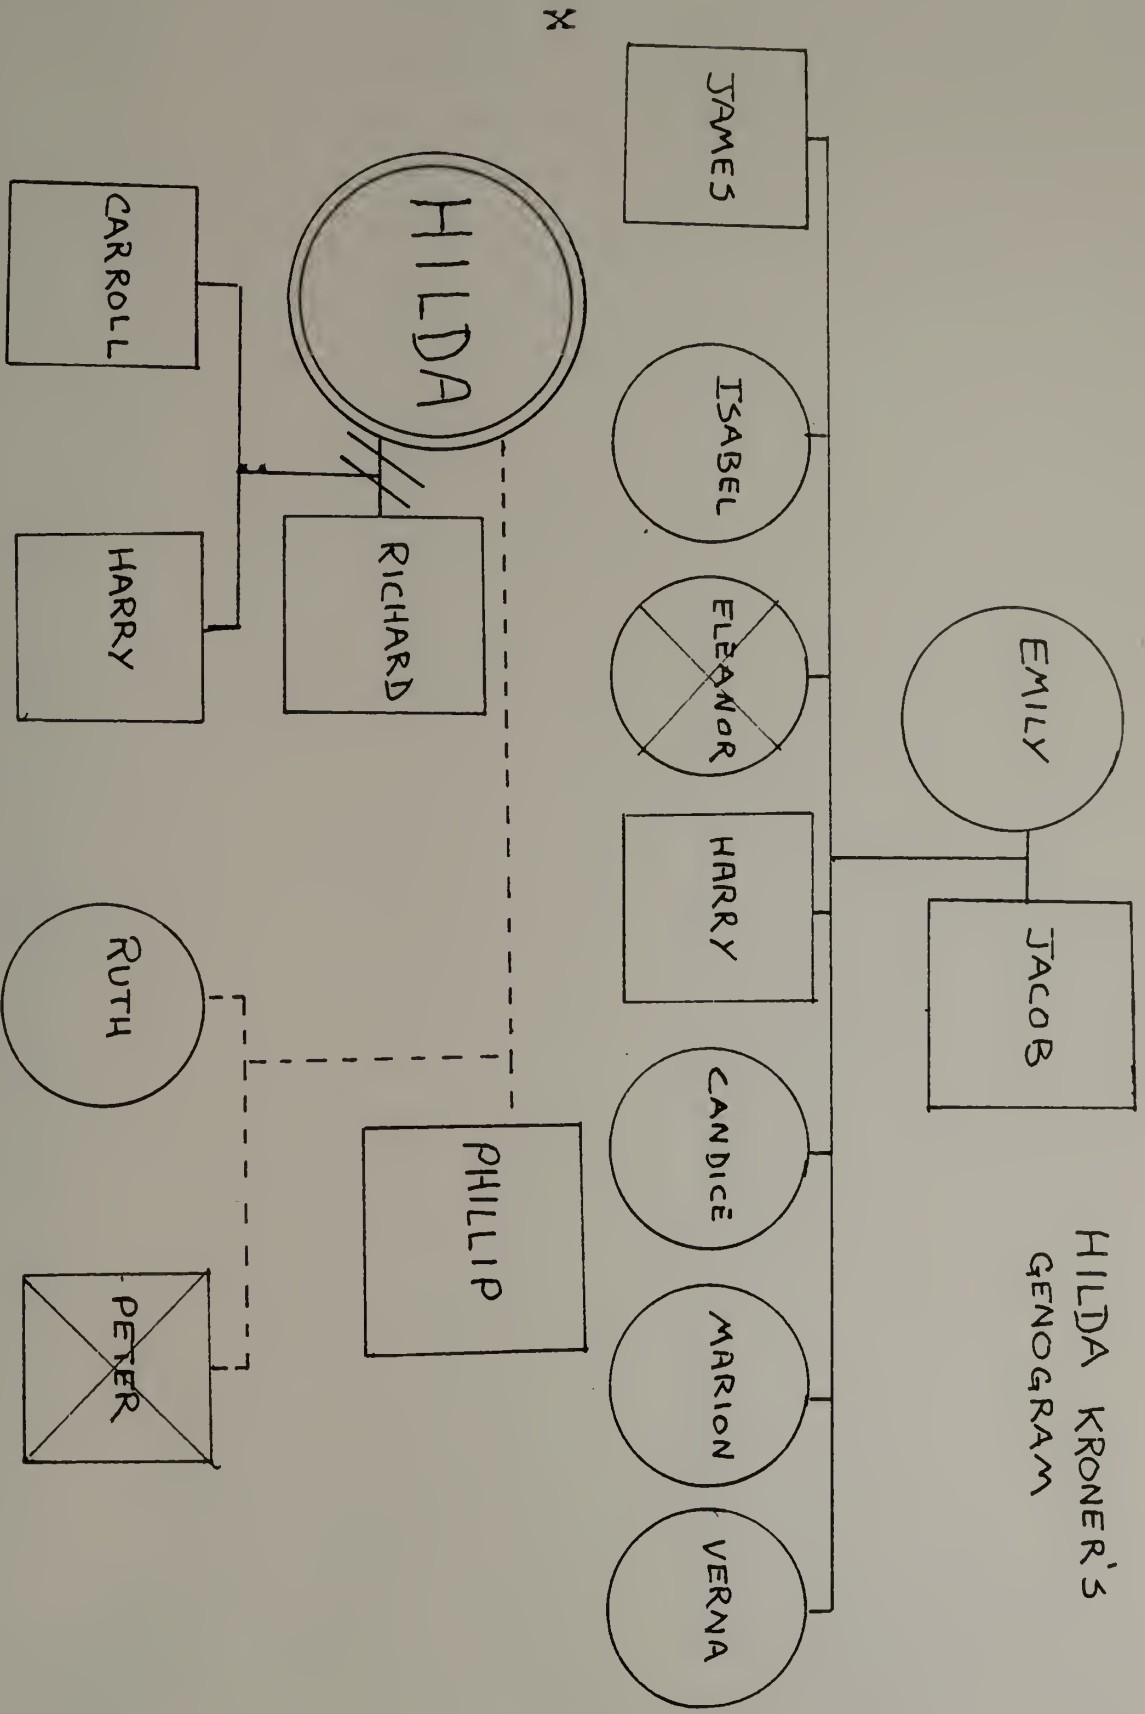 HILDA KRONER'S
GENOGRAM
EMILY
JACOB
JAMES
ISABEL
ELEANOR
HARRY
CANDICE
MARION
VERNA
X
HILDA
RICHARD
PHILLIP
CARROLL
HARRY
RUTH
PETER